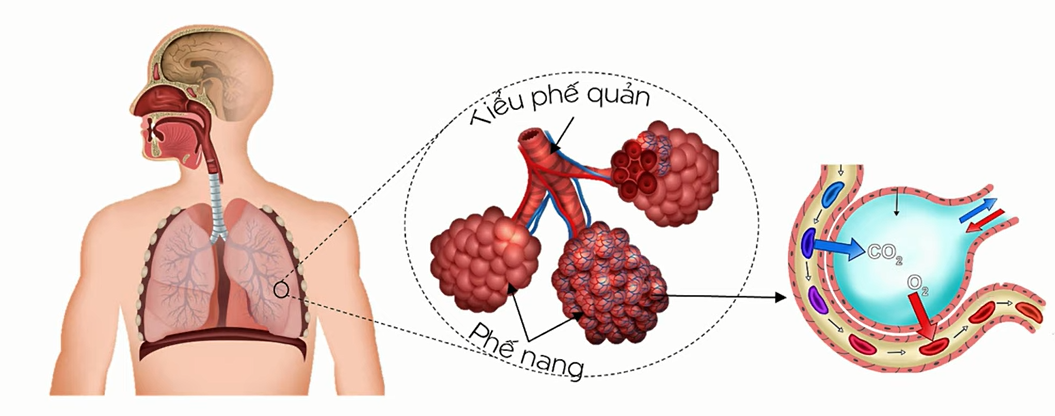 Tiểu phế quản
Phế nang
CO₂
O₂